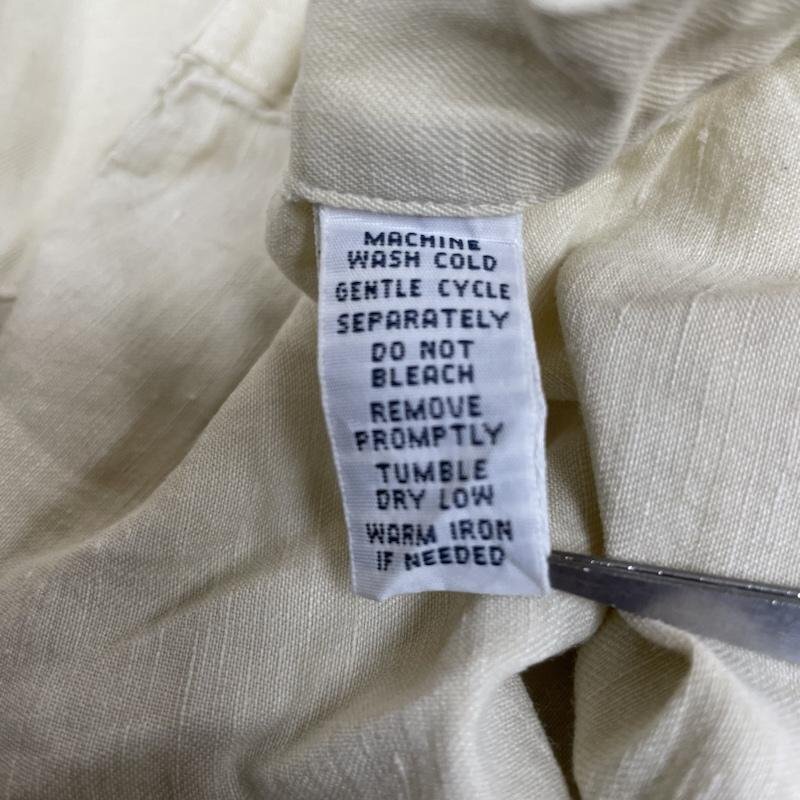 MACHINE
WASH COLD
GENTLE CYCLE
SEPARATELY
DO NOT
BLEACH
REMOVE
PROMPTLY
TUMBLE
DRY LOW
WARM IRON
IF NEEDED